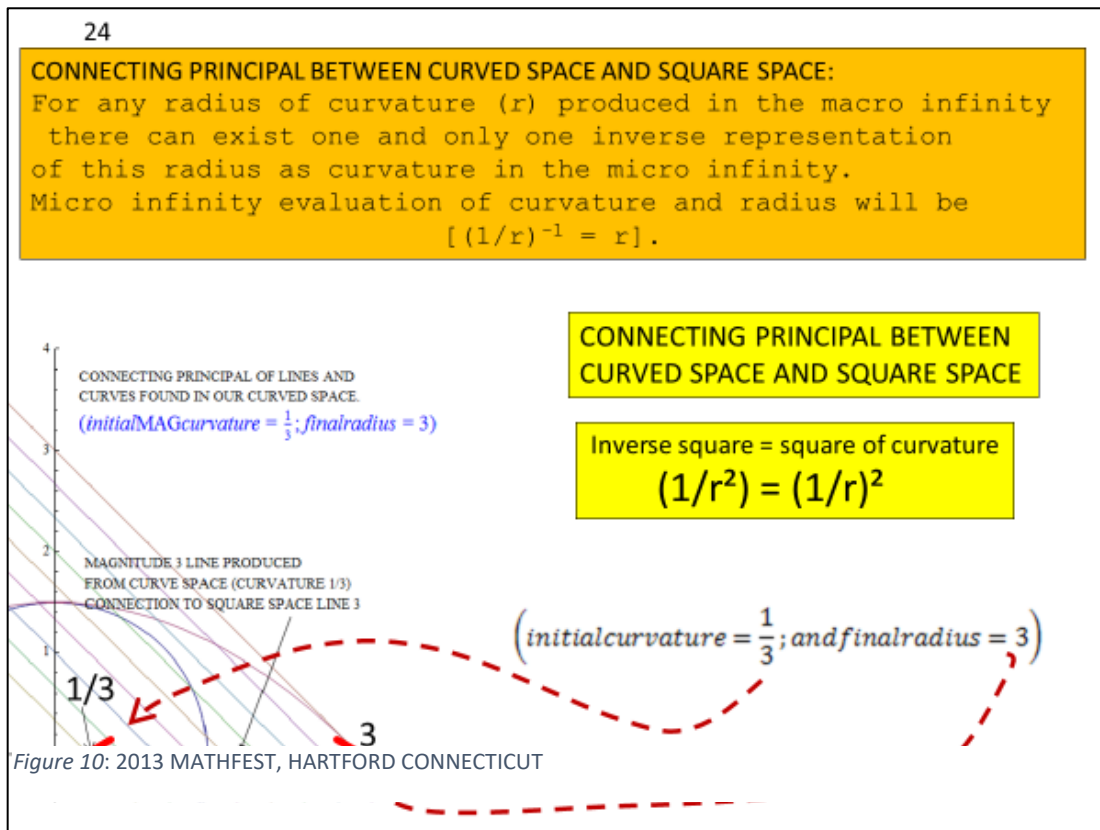 24
CONNECTING PRINCIPAL BETWEEN CURVED SPACE AND SQUARE SPACE:
For any radius of curvature (r) produced in the macro infinity
there can exist one and only one inverse representation
of this radius as curvature in the micro infinity.
Micro infinity evaluation of curvature and radius will be
[(1/r)⁻¹ = r].
CONNECTING PRINCIPAL BETWEEN
CURVED SPACE AND SQUARE SPACE
Inverse square = square of curvature
(1/r²) = (1/r)²
4
CONNECTING PRINCIPAL OF LINES AND
CURVES FOUND IN OUR CURVED SPACE.
(initialMAGcurvature = 1/3; finalradius = 3)
3
2
MAGNITUDE 3 LINE PRODUCED
FROM CURVE SPACE (CURVATURE 1/3)
CONNECTION TO SQUARE SPACE LINE 3
(initialcurvature = 1/3; andfinalradius = 3)
1
1/3
3
Figure 10: 2013 MATHFEST, HARTFORD CONNECTICUT